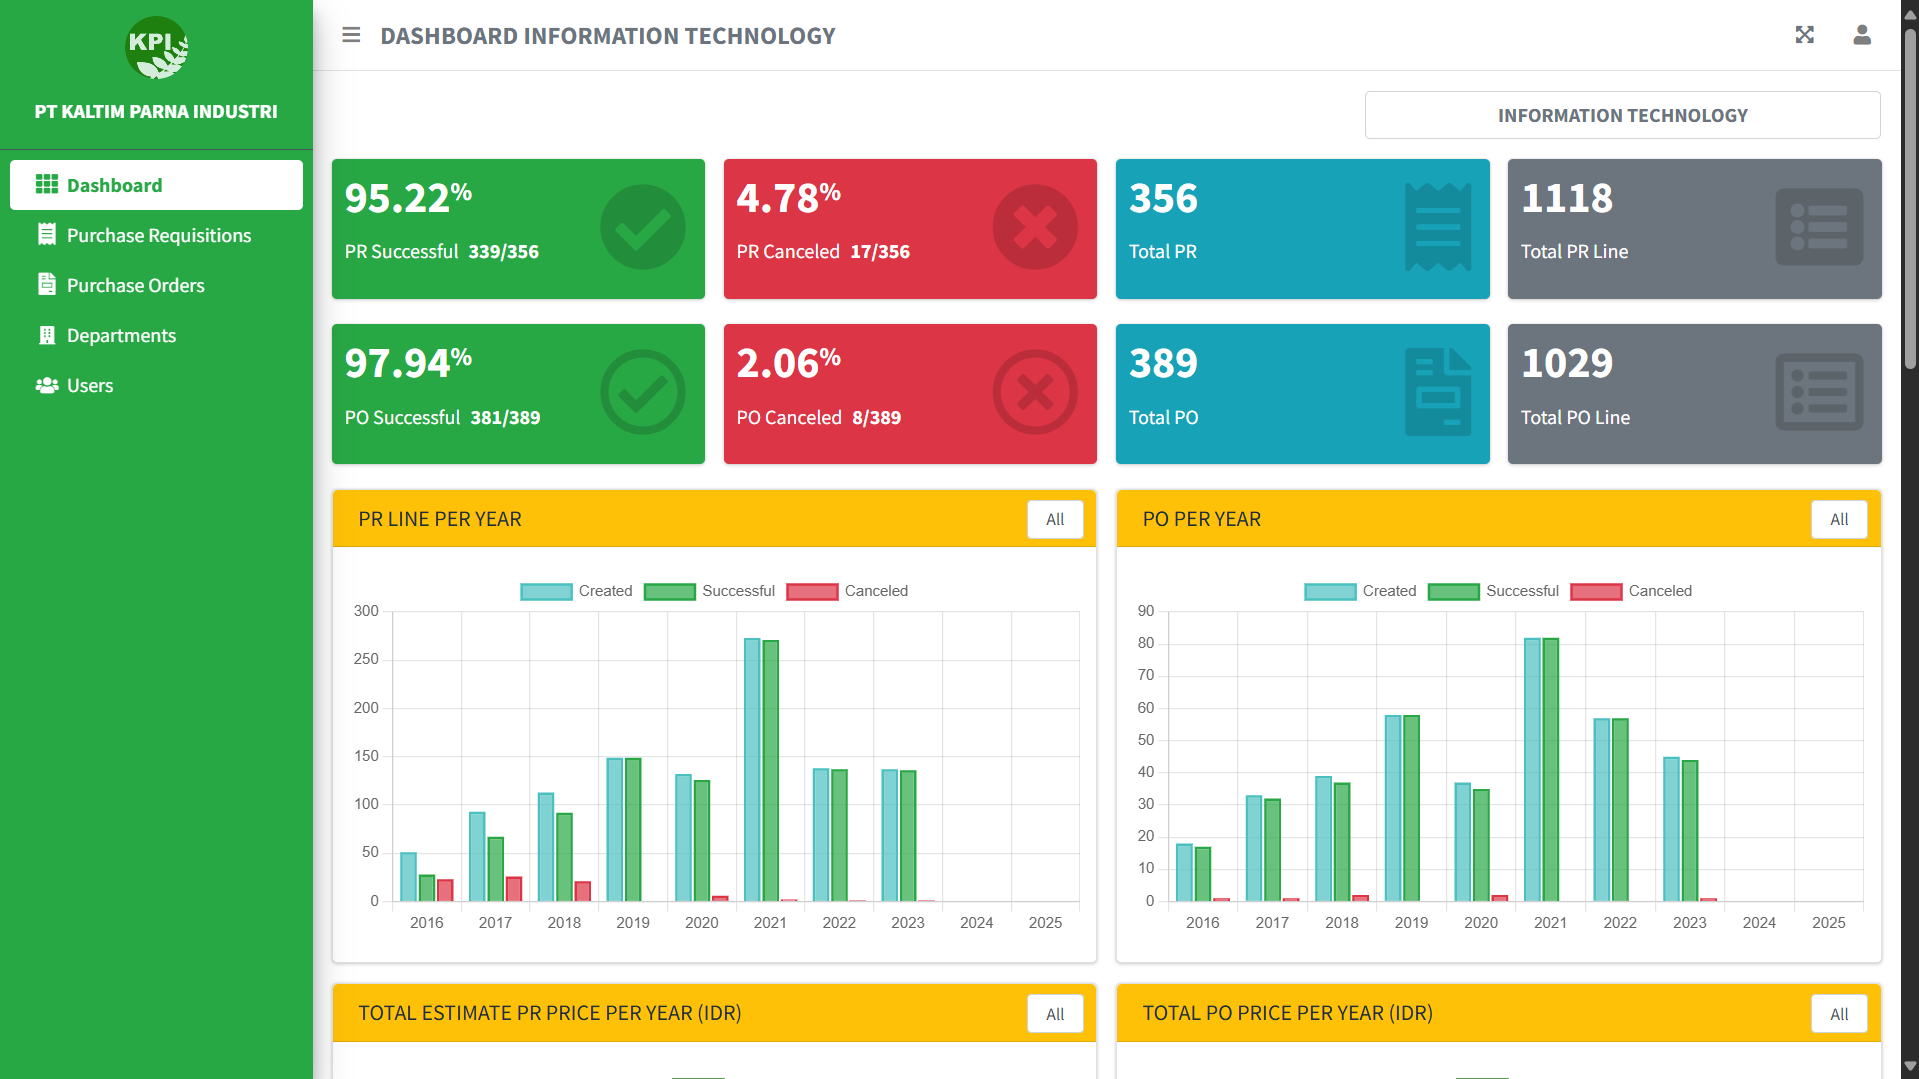 KPI
PT KALTIM PARNA INDUSTRI
Dashboard
Purchase Requisitions
Purchase Orders
Departments
Users
DASHBOARD INFORMATION TECHNOLOGY
INFORMATION TECHNOLOGY
95.22%
PR Successful 339/356
4.78%
PR Canceled 17/356
356
Total PR
1118
Total PR Line
97.94%
PO Successful 381/389
2.06%
PO Canceled 8/389
389
Total PO
1029
Total PO Line
PR LINE PER YEAR
All
Created Successful Canceled
300
250
200
150
100
50
0
2016 2017 2018 2019 2020 2021 2022 2023 2024 2025
PO PER YEAR
All
Created Successful Canceled
90
80
70
60
50
40
30
20
10
0
2016 2017 2018 2019 2020 2021 2022 2023 2024 2025
TOTAL ESTIMATE PR PRICE PER YEAR (IDR)
All
TOTAL PO PRICE PER YEAR (IDR)
All